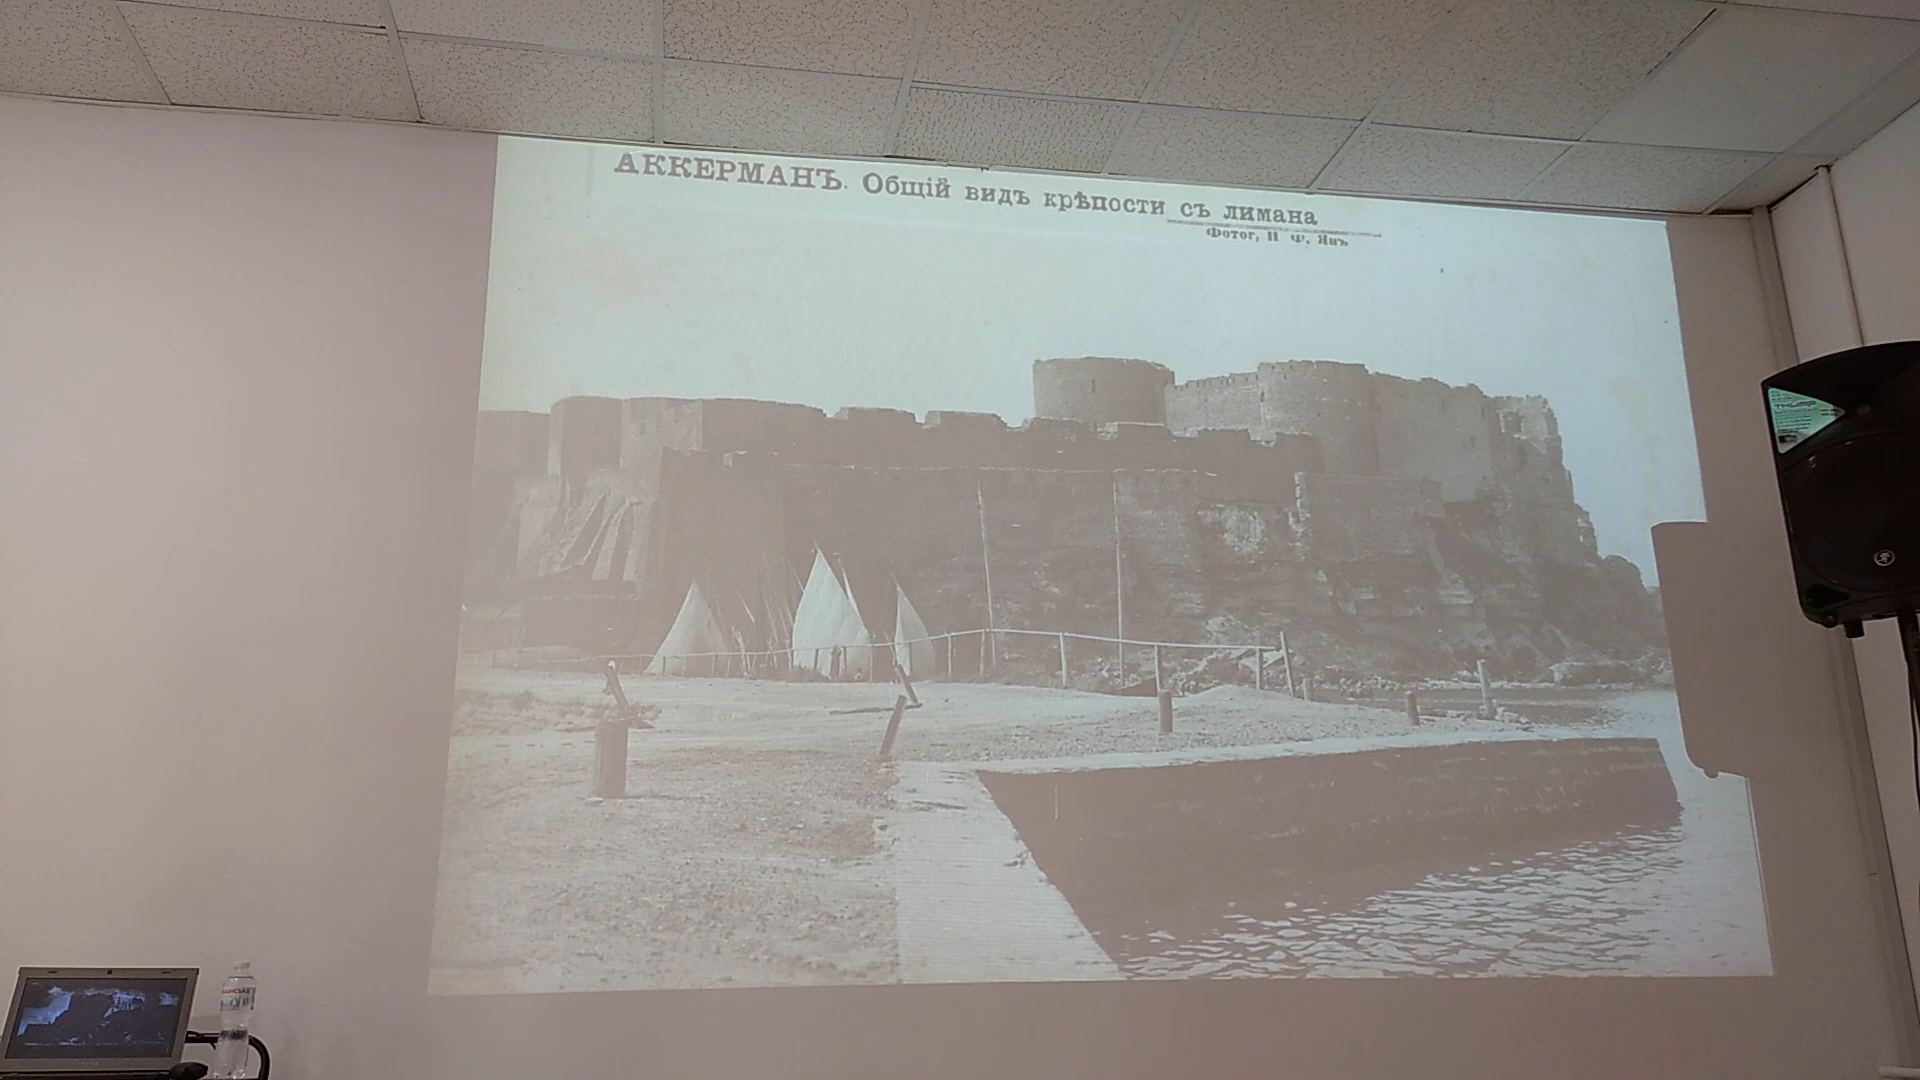 АККЕРМАНЪ. Общій видъ крѣпости съ лимана
Фотог, П Ф, Янъ